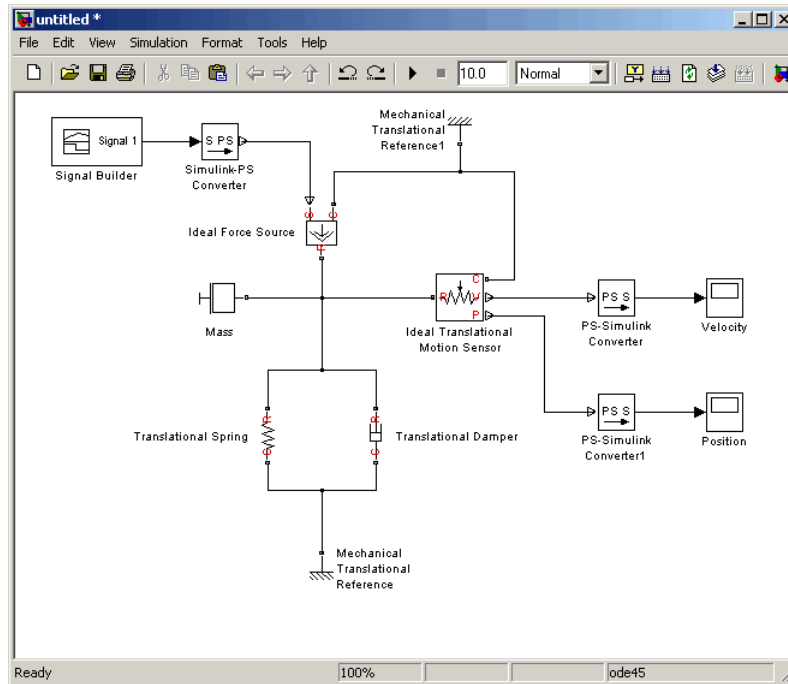 untitled *
File Edit View Simulation Format Tools Help
10.0 Normal
Mechanical
Translational
Reference1
Signal 1
Signal Builder
S PS
Simulink-PS
Converter
S C
Ideal Force Source
R
Mass
R C V P
Ideal Translational
Motion Sensor
PS S
PS-Simulink
Converter
Velocity
PS S
PS-Simulink
Converter1
Position
R
Translational Spring
C
R
Translational Damper
C
Mechanical
Translational
Reference
Ready 100% ode45